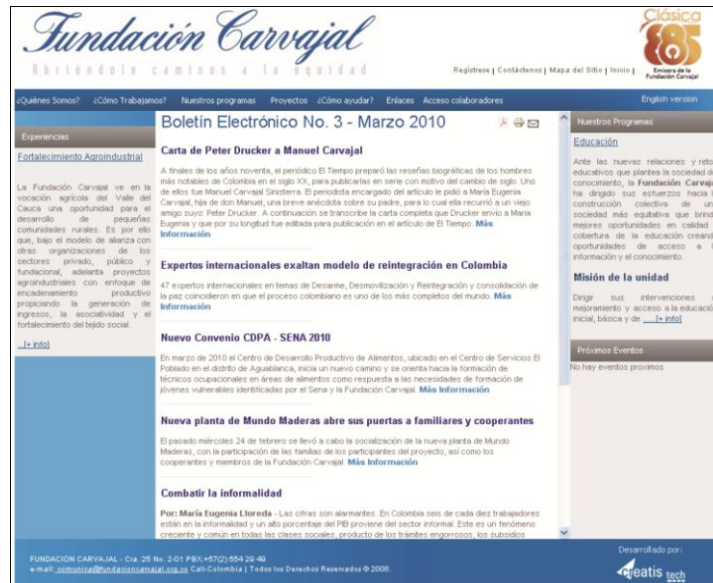 Fundación Carvajal
Abriéndole caminos a la equidad
Clásica
88.5
Emisora de la
Fundación Carvajal
Regístrese | Contáctenos | Mapa del Sitio | Inicio |
¿Quiénes Somos? ¿Cómo Trabajamos? Nuestros programas Proyectos ¿Cómo ayudar? Enlaces Acceso colaboradores English version
Experiencias
Fortalecimiento Agroindustrial
La Fundación Carvajal ve en la
vocación agrícola del Valle del
Cauca una oportunidad para el
desarrollo de pequeñas
comunidades rurales. Es por ello
que, bajo el modelo de alianza con
otras organizaciones de los
sectores privado, público y
fundacional, adelanta proyectos
agroindustriales con enfoque de
encadenamiento productivo
propiciando la generación de
ingresos, la asociatividad y el
fortalecimiento del tejido social.
...[+ info]
Boletín Electrónico No. 3 - Marzo 2010
Carta de Peter Drucker a Manuel Carvajal
A finales de los años noventa, el periódico El Tiempo preparó las reseñas biográficas de los hombres
más notables de Colombia en el siglo XX, para publicarlas en serie con motivo del cambio de siglo. Uno
de ellos fue Manuel Carvajal Sinisterra. El periodista encargado del artículo le pidió a María Eugenia
Carvajal, hija de don Manuel, una breve anécdota sobre su padre, para lo cual ella recurrió a un viejo
amigo suyo: Peter Drucker. A continuación se transcribe la carta completa que Drucker envío a María
Eugenia y que por su longitud fue editada para publicación en el artículo de El Tiempo. Más
Información
Expertos internacionales exaltan modelo de reintegración en Colombia
47 expertos internacionales en temas de Desarme, Desmovilización y Reintegración y consolidación de
la paz coincidieron en que el proceso colombiano es uno de los más completos del mundo. Más
Información
Nuevo Convenio CDPA - SENA 2010
En marzo de 2010 el Centro de Desarrollo Productivo de Alimentos, ubicado en el Centro de Servicios El
Poblado en el distrito de Aguablanca, inicia un nuevo camino y se orienta hacia la formación de
técnicos ocupacionales en áreas de alimentos como respuesta a las necesidades de formación de
jóvenes vulnerables identificadas por el Sena y la Fundación Carvajal. Más Información
Nueva planta de Mundo Maderas abre sus puertas a familiares y cooperantes
El pasado miércoles 24 de febrero se llevó a cabo la socialización de la nueva planta de Mundo
Maderas, con la participación de las familias de los participantes del proyecto, así como los
cooperantes y miembros de la Fundación Carvajal. Más Información
Combatir la informalidad
Por: María Eugenia Lloreda - Las cifras son alarmantes. En Colombia seis de cada diez trabajadores
están en la informalidad y un alto porcentaje del PIB proviene del sector informal. Este es un fenómeno
creciente y común en todas las clases sociales, producto de los trámites engorrosos, los subsidios
Nuestros Programas
Educación
Ante las nuevas relaciones y reto
educativos que plantea la sociedad d
conocimiento, la Fundación Carvaja
ha dirigido sus esfuerzos hacia l
construcción colectiva de un
sociedad más equitativa que brind
mejores oportunidades en calidad
cobertura de la educación creand
oportunidades de acceso a l
información y el conocimiento.
Misión de la unidad
Dirigir sus intervenciones
mejoramiento y acceso a la educació
inicial, básica y de ...[+ info]
Próximos Eventos
No hay eventos proximos
FUNDACION CARVAJAL - Cra. 25 No. 2-01 PBX:+57(2) 554 29 49
e-mail: comunica@fundacioncarvajal.org.co Cali-Colombia | Todos los Derechos Reservados © 2008.
Desarrollado por:
Creatis tech